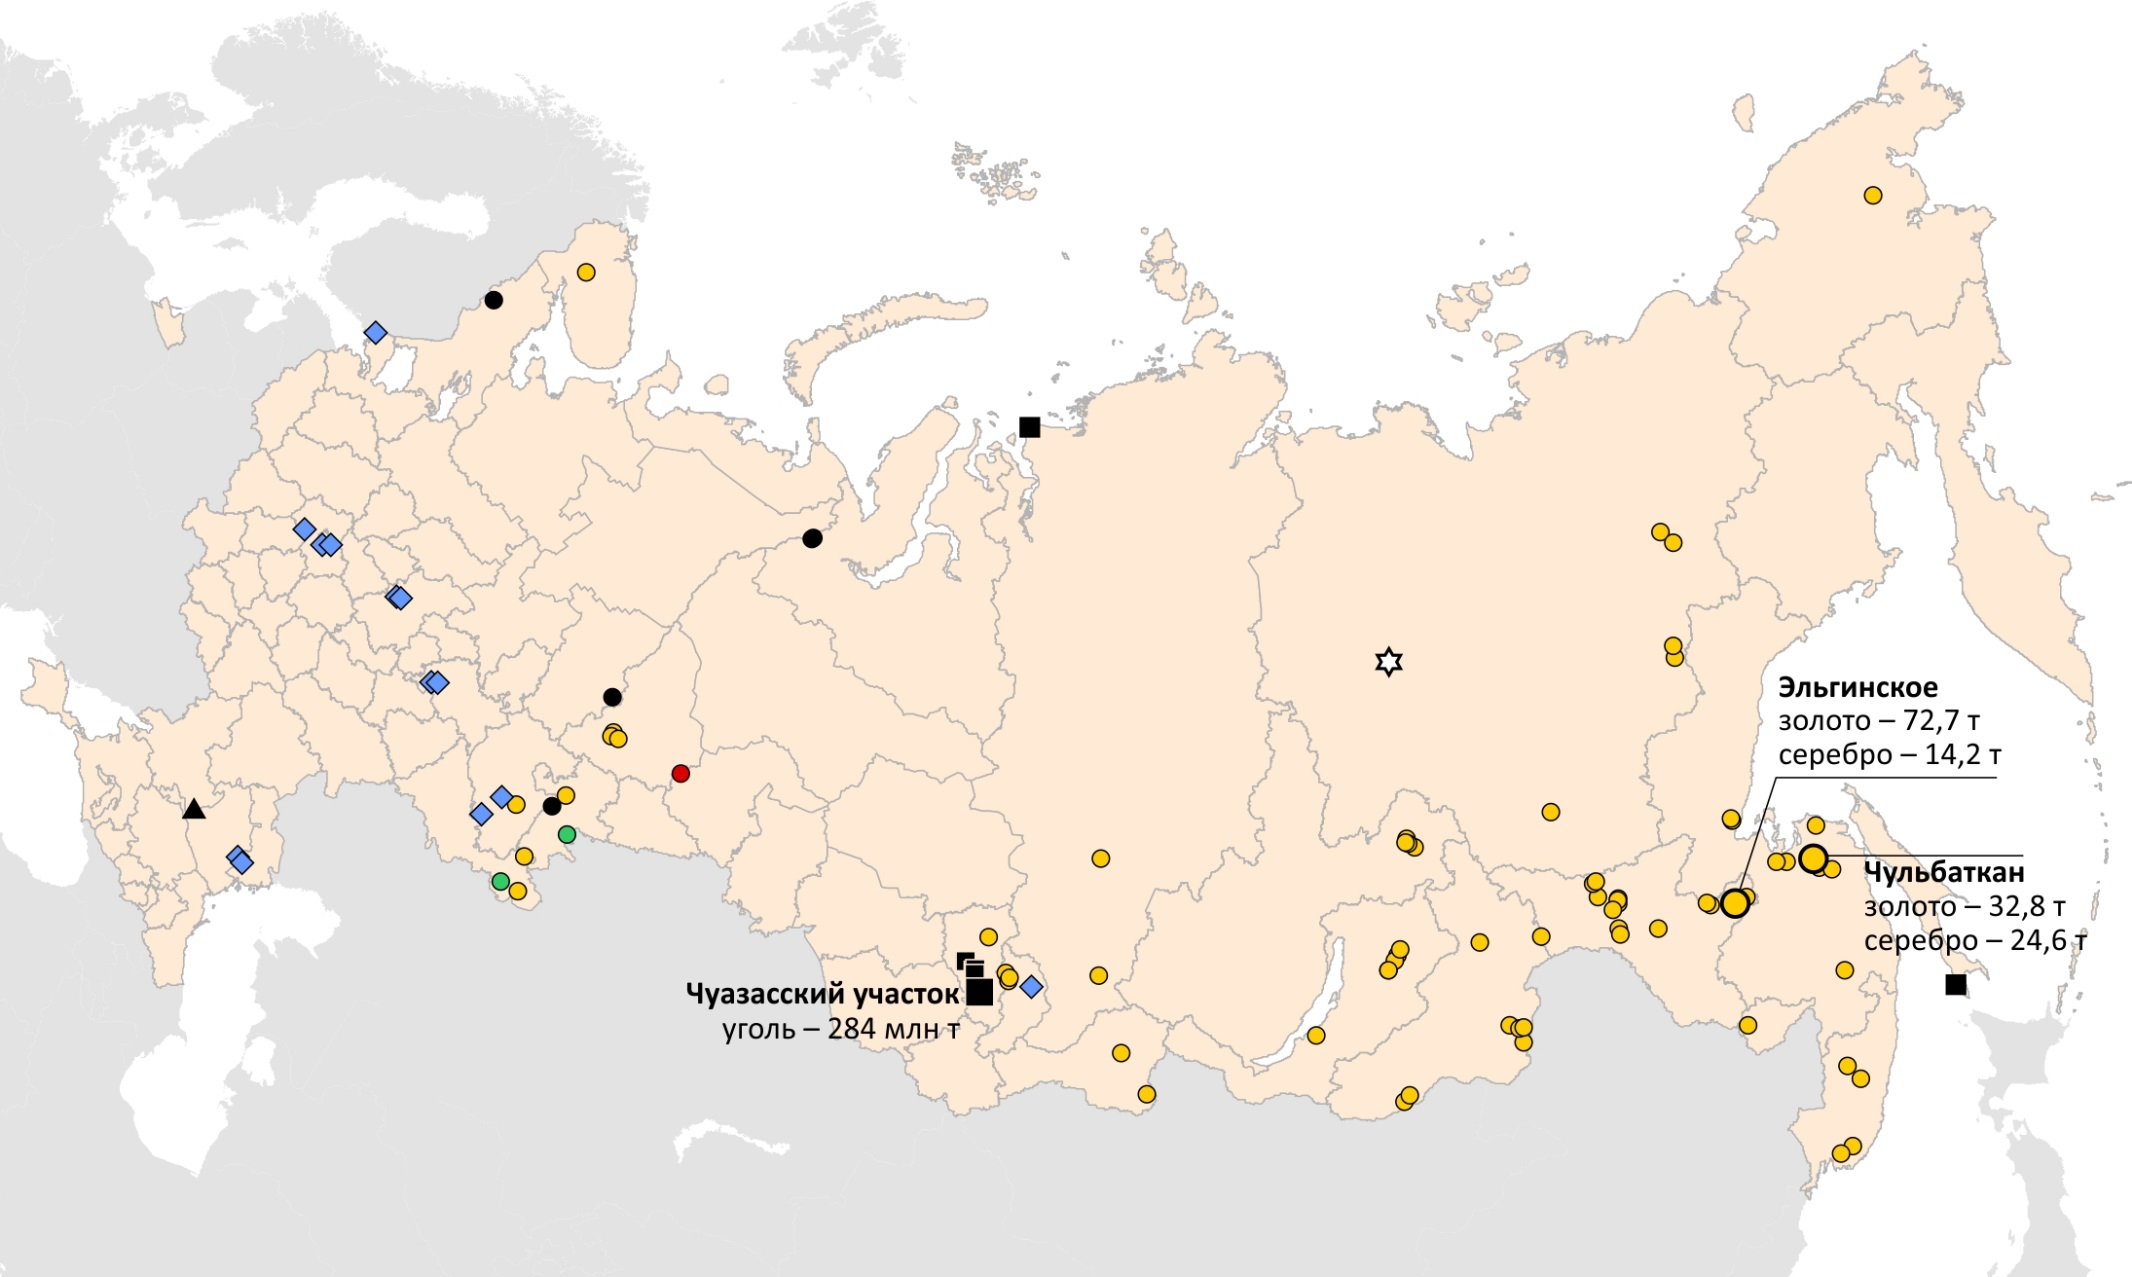 Эльгинское
золото – 72,7 т
серебро – 14,2 т
Чульбаткан
золото – 32,8 т
серебро – 24,6 т
Чуазасский участок
уголь – 284 млн т